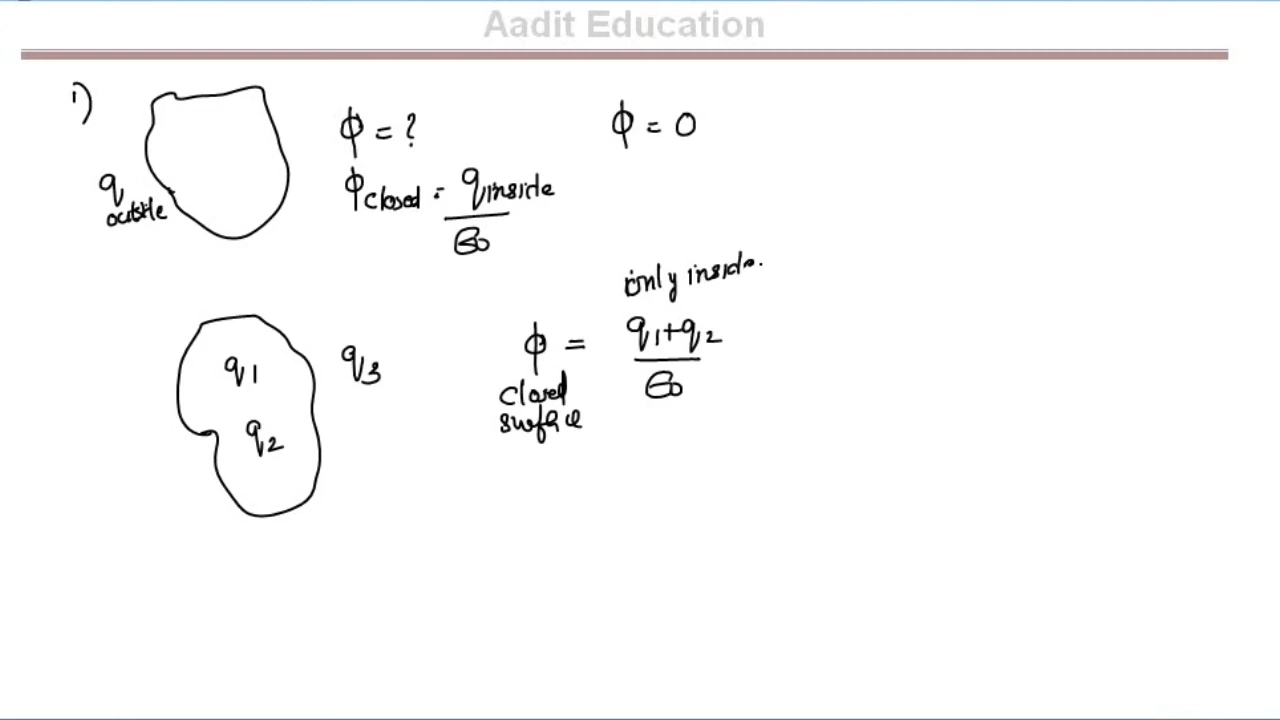 Aadit Education
i)
ϕ = ?
ϕ = 0
q
outside
ϕclosed = qinside
ϵ0
only inside.
q1
q3
ϕ = q1+q2
ϵ0
closed
surface
q2